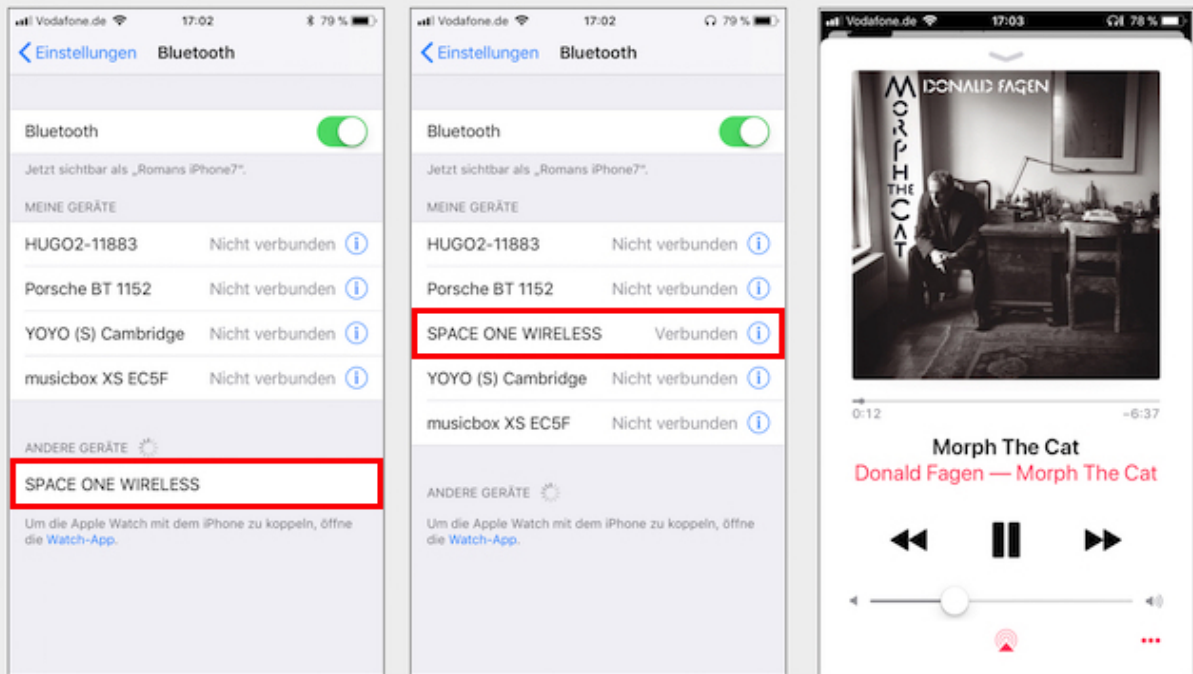 Vodafone.de 17:02 79 %
Einstellungen Bluetooth
Bluetooth
Jetzt sichtbar als „Romans iPhone7“.
MEINE GERÄTE
HUGO2-11883 Nicht verbunden
Porsche BT 1152 Nicht verbunden
YOYO (S) Cambridge Nicht verbunden
musicbox XS EC5F Nicht verbunden
ANDERE GERÄTE
SPACE ONE WIRELESS
Um die Apple Watch mit dem iPhone zu koppeln, öffne
die Watch-App.
Vodafone.de 17:02 79 %
Einstellungen Bluetooth
Bluetooth
Jetzt sichtbar als „Romans iPhone7“.
MEINE GERÄTE
HUGO2-11883 Nicht verbunden
Porsche BT 1152 Nicht verbunden
SPACE ONE WIRELESS Verbunden
YOYO (S) Cambridge Nicht verbunden
musicbox XS EC5F Nicht verbunden
ANDERE GERÄTE
Um die Apple Watch mit dem iPhone zu koppeln, öffne
die Watch-App.
Vodafone.de 17:03 78 %
DONALD FAGEN
MORPH
THE
CAT
0:12 -6:37
Morph The Cat
Donald Fagen — Morph The Cat